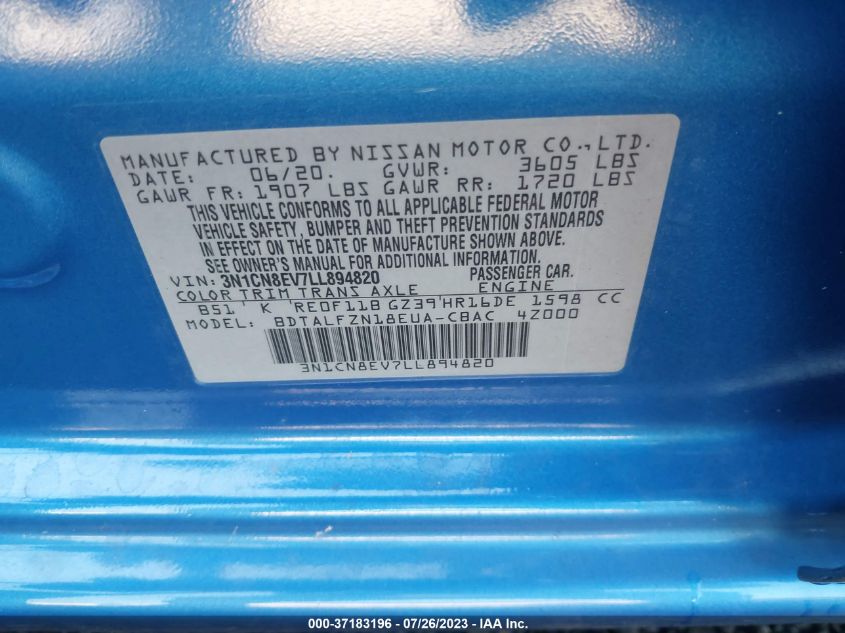 MANUFACTURED BY NISSAN MOTOR CO., LTD.
DATE: 06/20. GVWR: 3605 LBS
GAWR FR: 1907 LBS GAWR RR: 1720 LBS
THIS VEHICLE CONFORMS TO ALL APPLICABLE FEDERAL MOTOR
VEHICLE SAFETY, BUMPER AND THEFT PREVENTION STANDARDS
IN EFFECT ON THE DATE OF MANUFACTURE SHOWN ABOVE.
SEE OWNER'S MANUAL FOR ADDITIONAL INFORMATION.
VIN: 3N1CN8EV7LL894820 PASSENGER CAR.
COLOR TRIM TRANS AXLE ENGINE
B51 K RE0F11B GZ39 HR16DE 1598 CC
MODEL: BDTALFZN18EUA-CBAC 4Z000
3N1CN8EV7LL894820
000-37183196 - 07/26/2023 - IAA Inc.